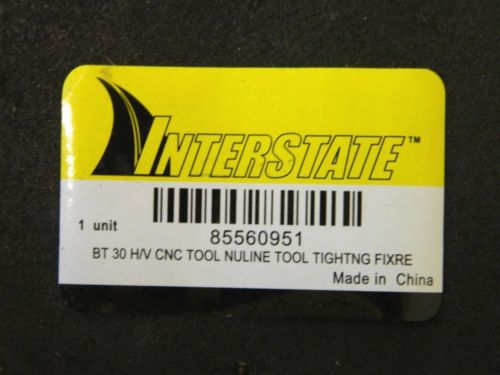 INTERSTATE™
1 unit
85560951
BT 30 H/V CNC TOOL NULINE TOOL TIGHTNG FIXRE
Made in China